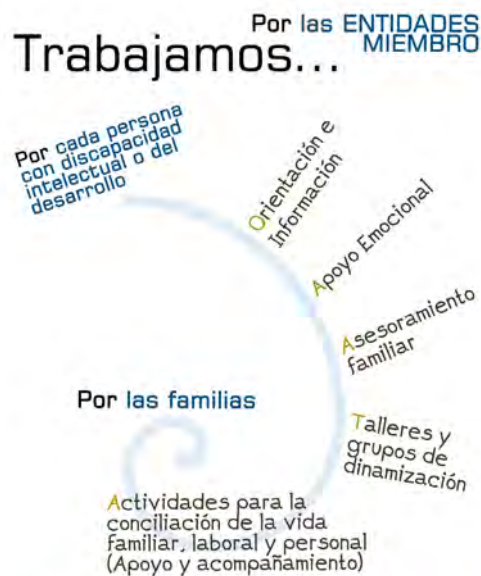 Por las ENTIDADES
MIEMBRO
Trabajamos...
Por cada persona
con discapacidad
intelectual o del
desarrollo
Orientación e
Información
Apoyo Emocional
Asesoramiento
familiar
Por las familias
Talleres y
grupos de
dinamización
Actividades para la
conciliación de la vida
familiar, laboral y personal
(Apoyo y acompañamiento)